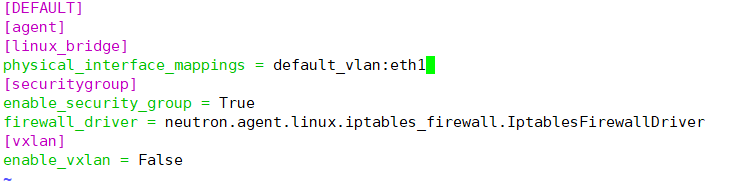 [DEFAULT]
[agent]
[linux_bridge]
physical_interface_mappings = default_vlan:eth1
[securitygroup]
enable_security_group = True
firewall_driver = neutron.agent.linux.iptables_firewall.IptablesFirewallDriver
[vxlan]
enable_vxlan = False
~